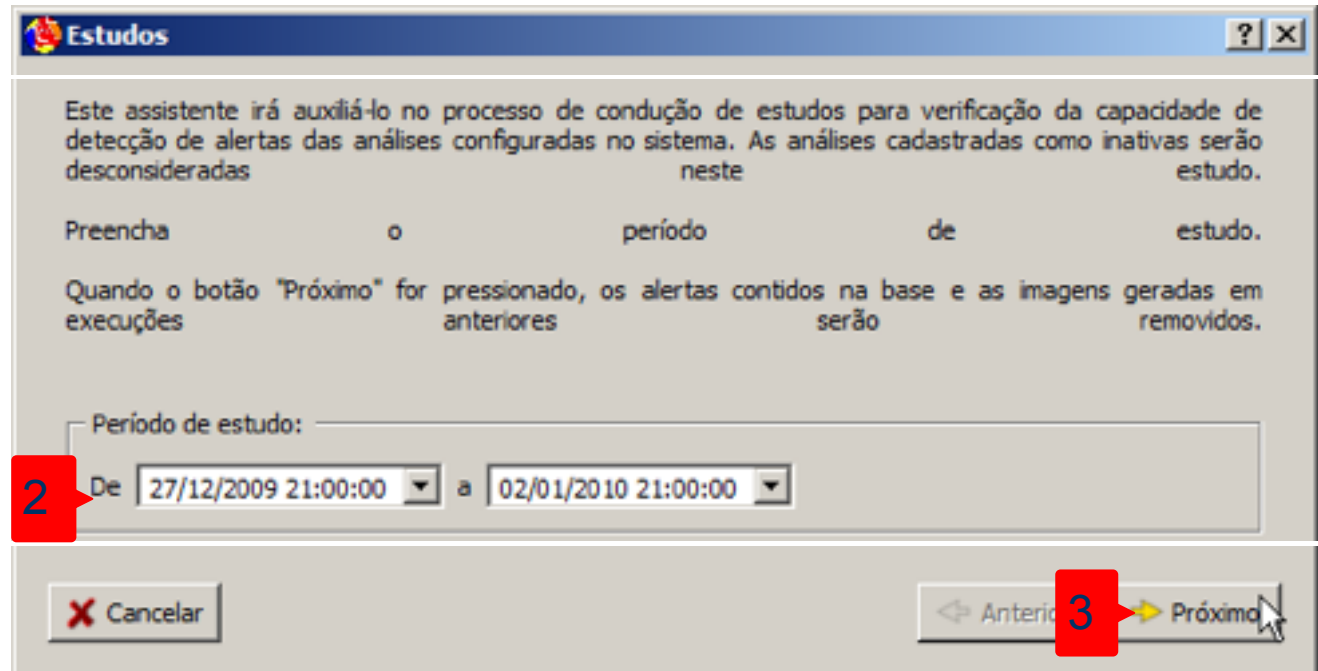 Estudos
Este assistente irá auxiliá-lo no processo de condução de estudos para verificação da capacidade de
detecção de alertas das análises configuradas no sistema. As análises cadastradas como inativas serão
desconsideradas neste estudo.
Preencha o período de estudo.
Quando o botão "Próximo" for pressionado, os alertas contidos na base e as imagens geradas em
execuções anteriores serão removidos.
Período de estudo:
2 De 27/12/2009 21:00:00 a 02/01/2010 21:00:00
Cancelar Anterio 3 Próximo